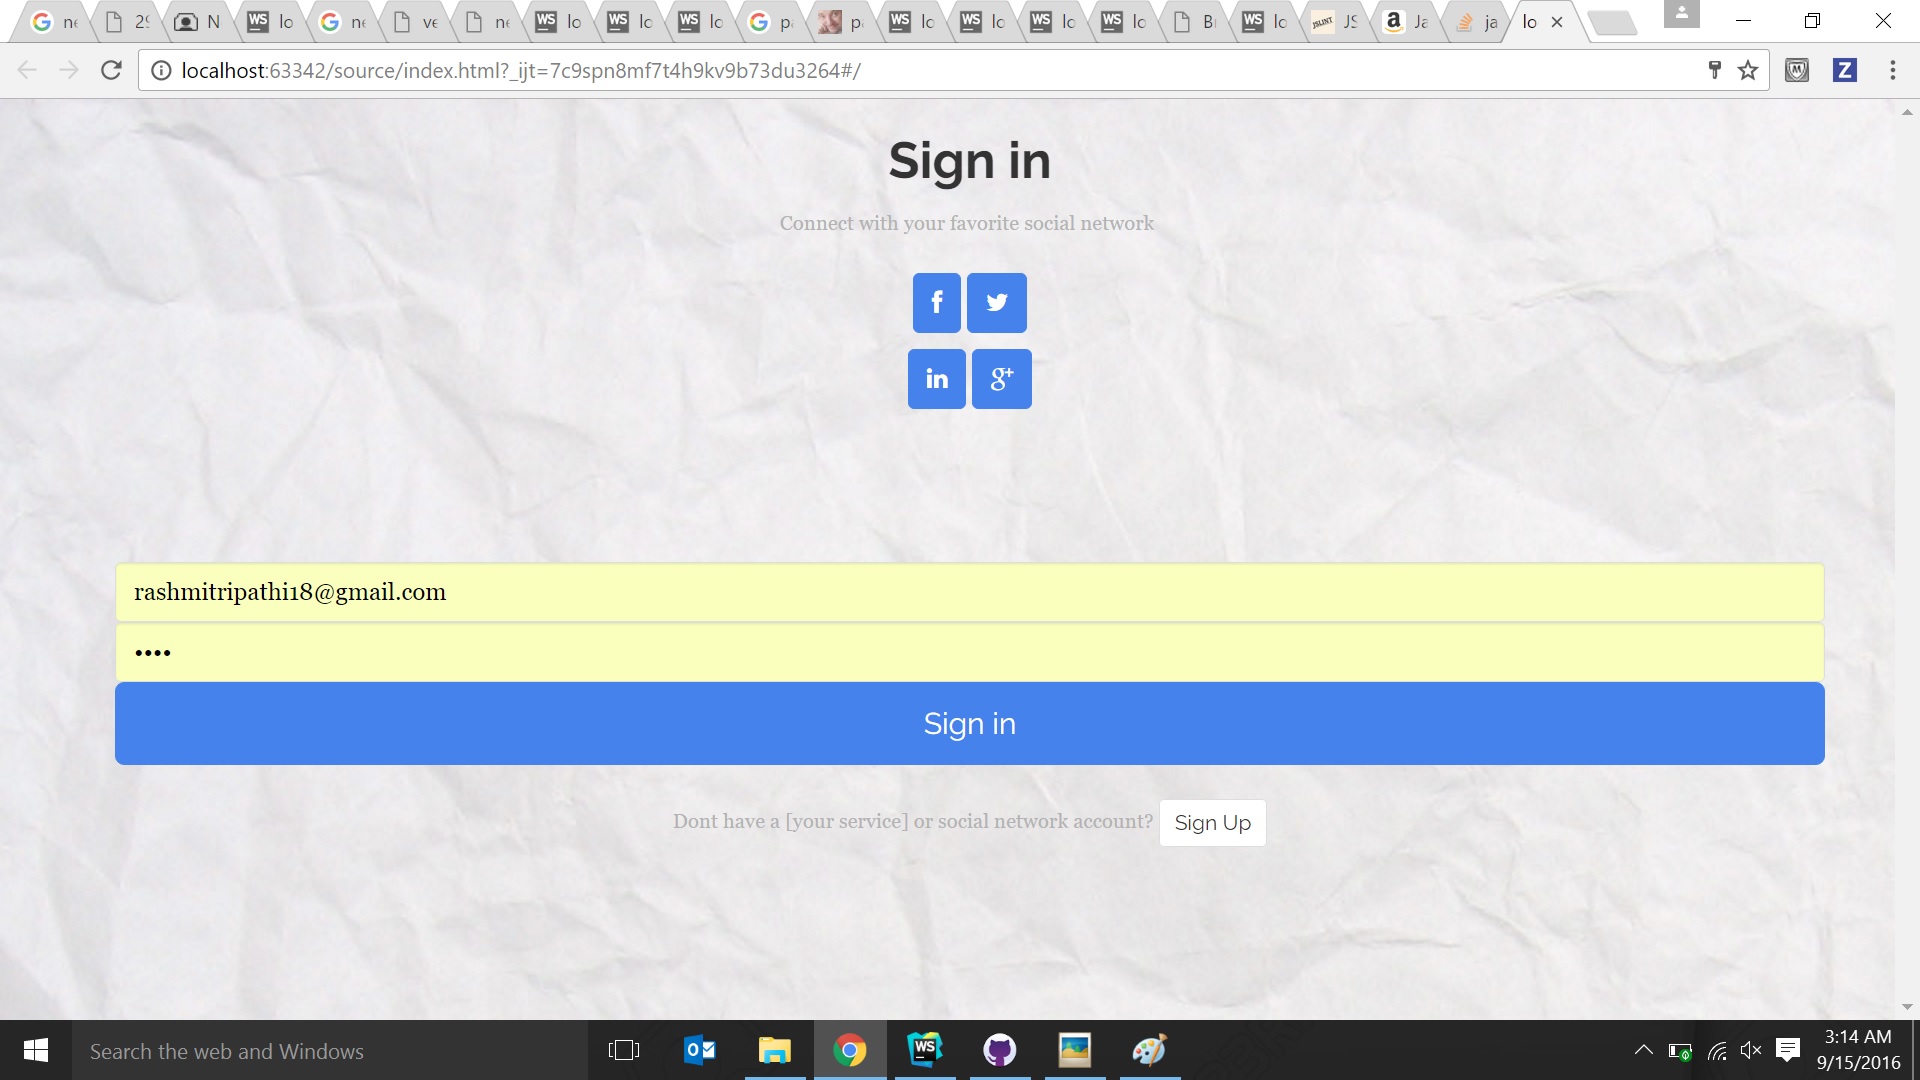 ne 29 N lo ne ve ne lo lo lo p lo lo lo lo B lo JS Ja ja lo
localhost:63342/source/index.html?_ijt=7c9spn8mf7t4h9kv9b73du3264#/
Sign in
Connect with your favorite social network
f
in g+
rashmitripathi18@gmail.com
••••
Sign in
Dont have a [your service] or social network account? Sign Up
Search the web and Windows
3:14 AM
9/15/2016